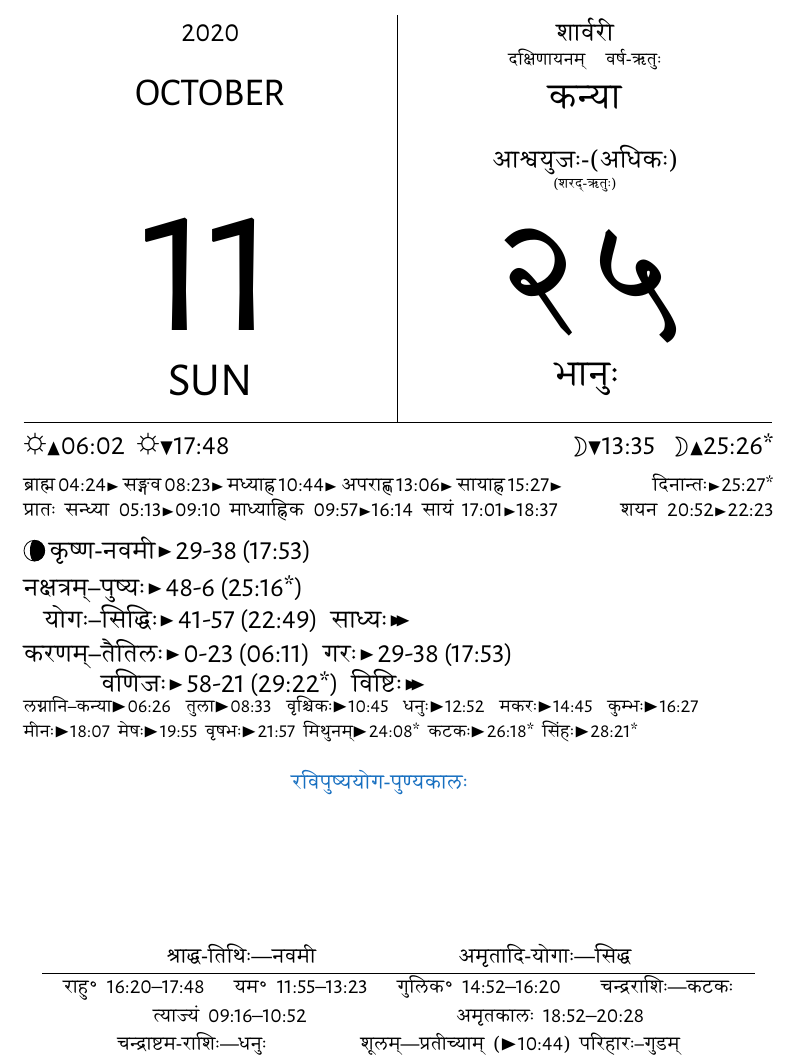 2020
OCTOBER
11
SUN
शार्वरी
दक्षिणायनम् वर्ष-ऋतुः
कन्या
आश्वयुजः-(अधिकः)
(शरद्-ऋतुः)
२५
भानुः
☼▲06:02 ☼▼17:48 ☽▼13:35 ☽▲25:26*
ब्राह्म 04:24► सङ्गव 08:23► मध्याह्न 10:44► अपराह्ण 13:06► सायाह्न 15:27► दिनान्तः►25:27*
प्रातः सन्ध्या 05:13►09:10 माध्याह्निक 09:57►16:14 सायं 17:01►18:37 शयन 20:52►22:23
कृष्ण-नवमी►29-38 (17:53)
नक्षत्रम्–पुष्यः►48-6 (25:16*)
योगः–सिद्धिः►41-57 (22:49) साध्यः►►
करणम्–तैतिलः►0-23 (06:11) गरः►29-38 (17:53)
वणिजः►58-21 (29:22*) विष्टिः►►
लग्नानि–कन्या►06:26 तुला►08:33 वृश्चिकः►10:45 धनुः►12:52 मकरः►14:45 कुम्भः►16:27
मीनः►18:07 मेषः►19:55 वृषभः►21:57 मिथुनम्►24:08* कटकः►26:18* सिंहः►28:21*
रविपुष्ययोग-पुण्यकालः
श्राद्ध-तिथिः—नवमी अमृतादि-योगाः—सिद्ध
राहु॰ 16:20–17:48 यम॰ 11:55–13:23 गुलिक॰ 14:52–16:20 चन्द्रराशिः—कटकः
त्याज्यं 09:16–10:52 अमृतकालः 18:52–20:28
चन्द्राष्टम-राशिः—धनुः शूलम्—प्रतीच्याम् (►10:44) परिहारः–गुडम्